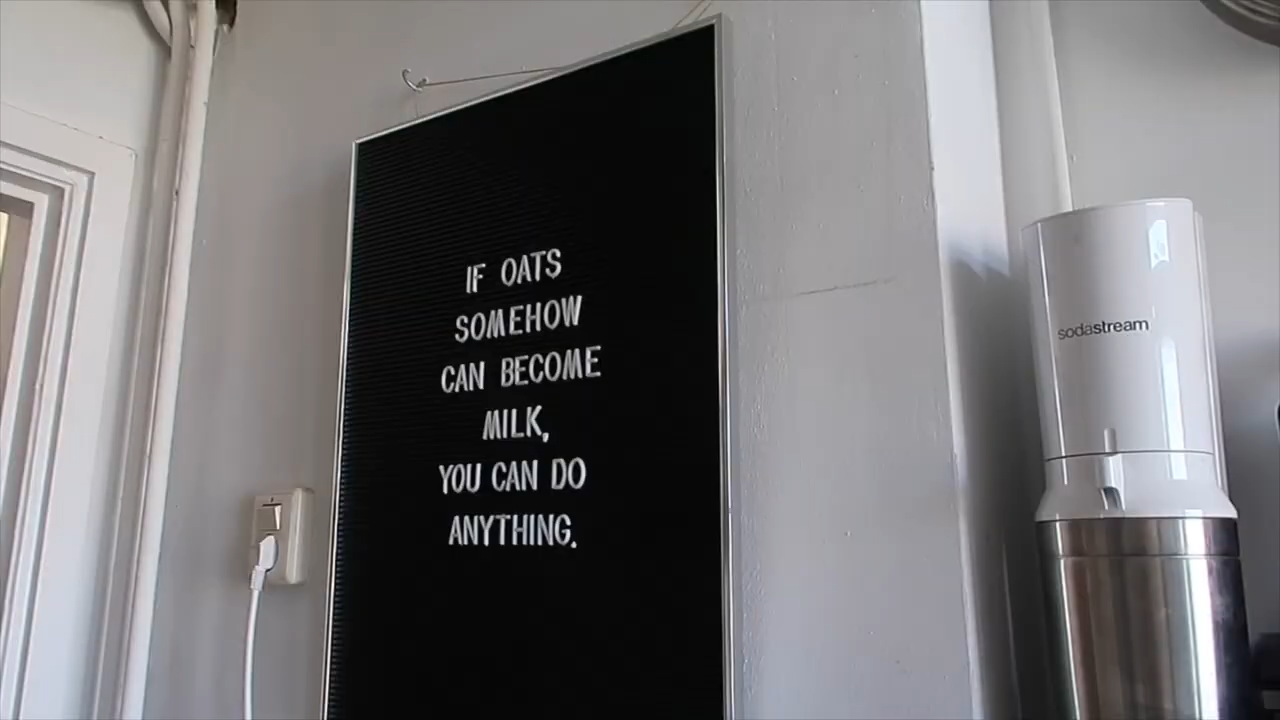 IF OATS
SOMEHOW
CAN BECOME
MILK,
YOU CAN DO
ANYTHING.
sodastream